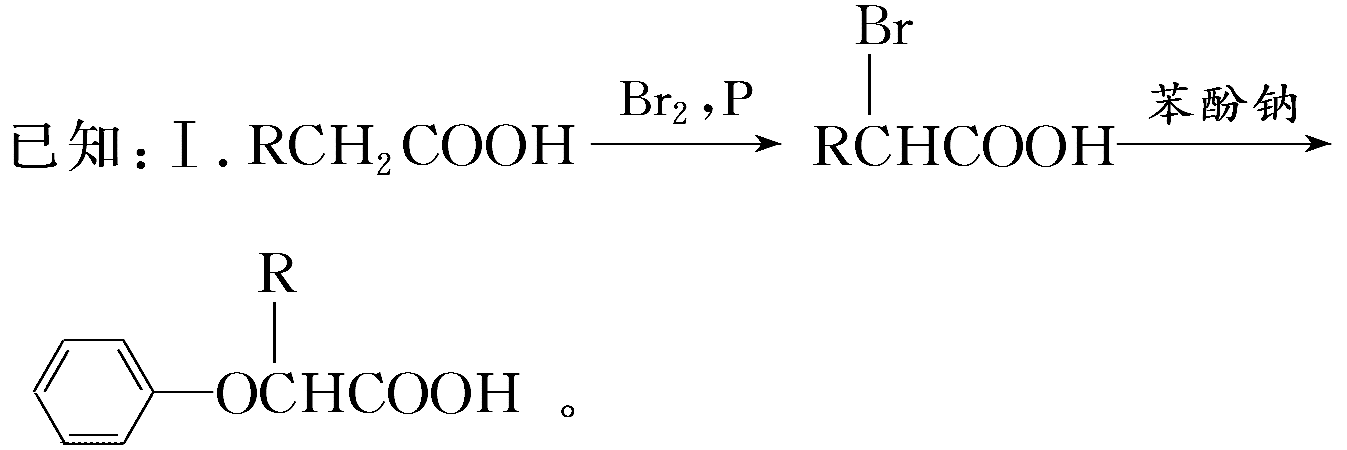 Br
已知:Ⅰ. RCH₂COOH Br₂,P RCHCOOH 苯酚钠
R
OCHCOOH 。